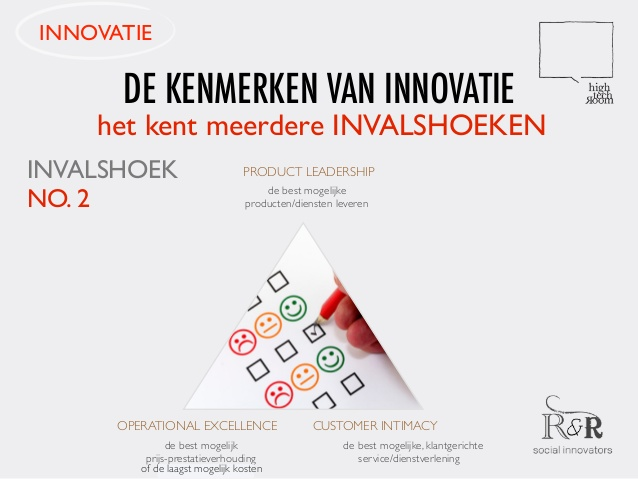 INNOVATIE
high
tech
Room
DE KENMERKEN VAN INNOVATIE
het kent meerdere INVALSHOEKEN
INVALSHOEK
NO. 2
PRODUCT LEADERSHIP
de best mogelijke
producten/diensten leveren
OPERATIONAL EXCELLENCE
de best mogelijk
prijs-prestatieverhouding
of de laagst mogelijk kosten
CUSTOMER INTIMACY
de best mogelijke, klantgerichte
service/dienstverlening
R&R
social innovators